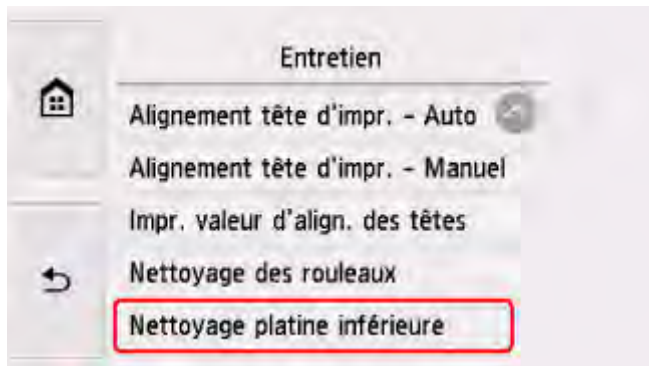 Entretien
Alignement tête d'impr. - Auto
Alignement tête d'impr. - Manuel
Impr. valeur d'align. des têtes
Nettoyage des rouleaux
Nettoyage platine inférieure